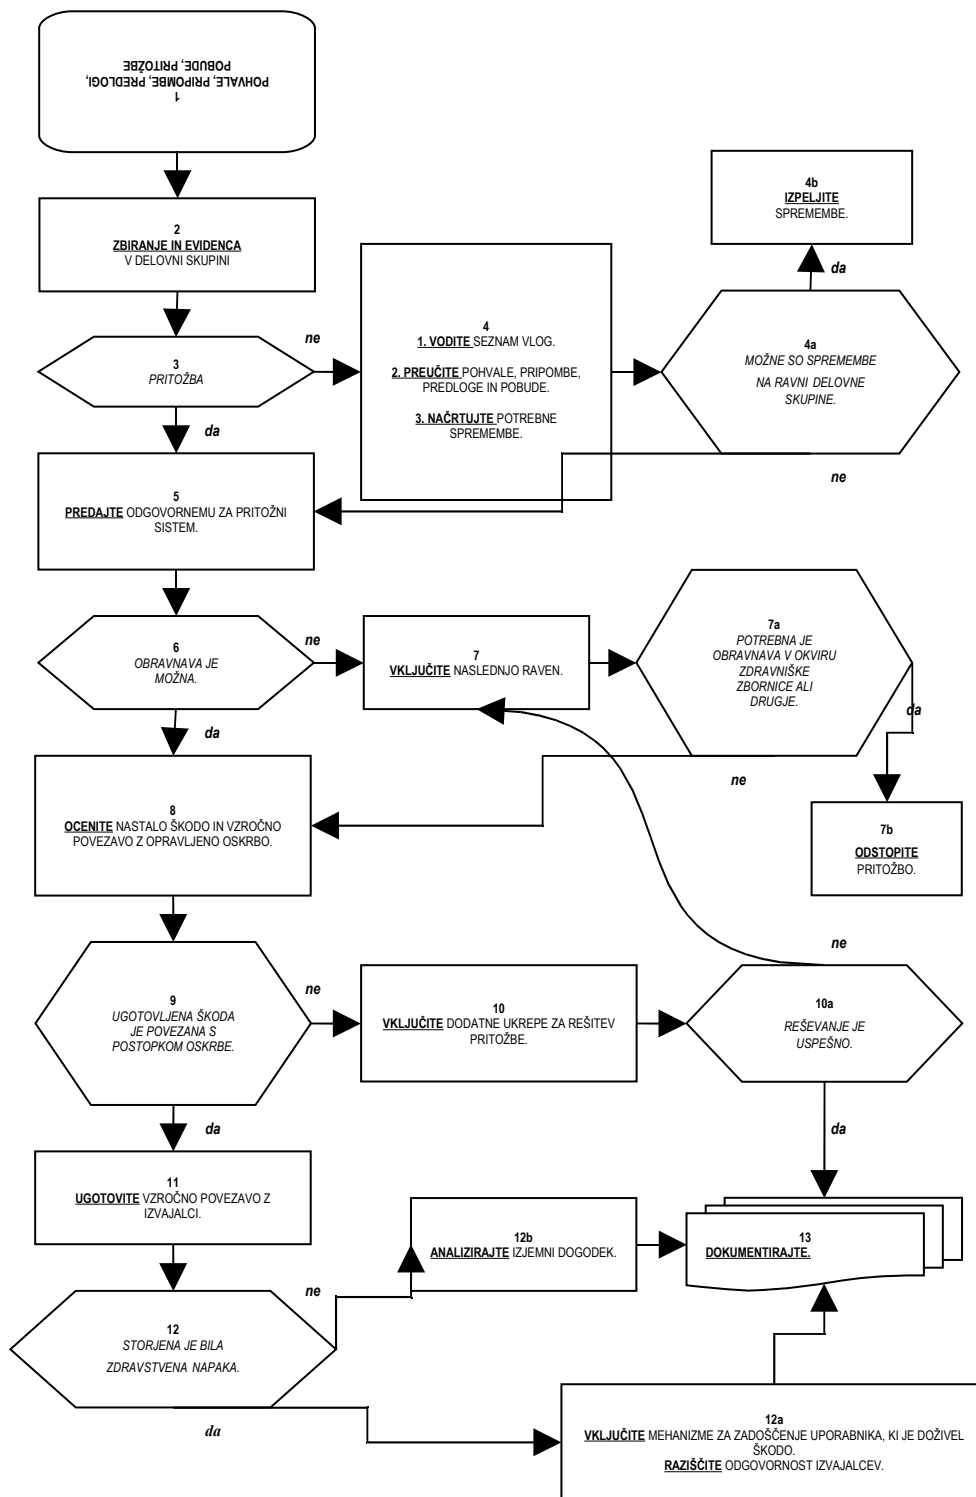 1
POHVALE, PRIPOMBE, PREDLOGI,
POBUDE, PRITOŽBE
2
ZBIRANJE IN EVIDENCA
V DELOVNI SKUPINI
3
PRITOŽBA
ne
da
4
1. VODITE SEZNAM VLOG.
2. PREUČITE POHVALE, PRIPOMBE,
PREDLOGE IN POBUDE.
3. NAČRTUJTE POTREBNE
SPREMEMBE.
4b
IZPELJITE
SPREMEMBE.
da
4a
MOŽNE SO SPREMEMBE
NA RAVNI DELOVNE
SKUPINE.
ne
5
PREDAJTE ODGOVORNEMU ZA PRITOŽNI
SISTEM.
6
OBRAVNAVA JE
MOŽNA.
ne
da
7
VKLJUČITE NASLEDNJO RAVEN.
7a
POTREBNA JE
OBRAVNAVA V OKVIRU
ZDRAVNIŠKE
ZBORNICE ALI
DRUGJE.
da
ne
7b
ODSTOPITE
PRITOŽBO.
8
OCENITE NASTALO ŠKODO IN VZROČNO
POVEZAVO Z OPRAVLJENO OSKRBO.
9
UGOTOVLJENA ŠKODA
JE POVEZANA S
POSTOPKOM OSKRBE.
ne
da
10
VKLJUČITE DODATNE UKREPE ZA REŠITEV
PRITOŽBE.
ne
10a
REŠEVANJE JE
USPEŠNO.
da
11
UGOTOVITE VZROČNO POVEZAVO Z
IZVAJALCI.
12
STORJENA JE BILA
ZDRAVSTVENA NAPAKA.
ne
da
12b
ANALIZIRAJTE IZJEMNI DOGODEK.
13
DOKUMENTIRAJTE.
12a
VKLJUČITE MEHANIZME ZA ZADOŠČENJE UPORABNIKA, KI JE DOŽIVEL
ŠKODO.
RAZIŠČITE ODGOVORNOST IZVAJALCEV.